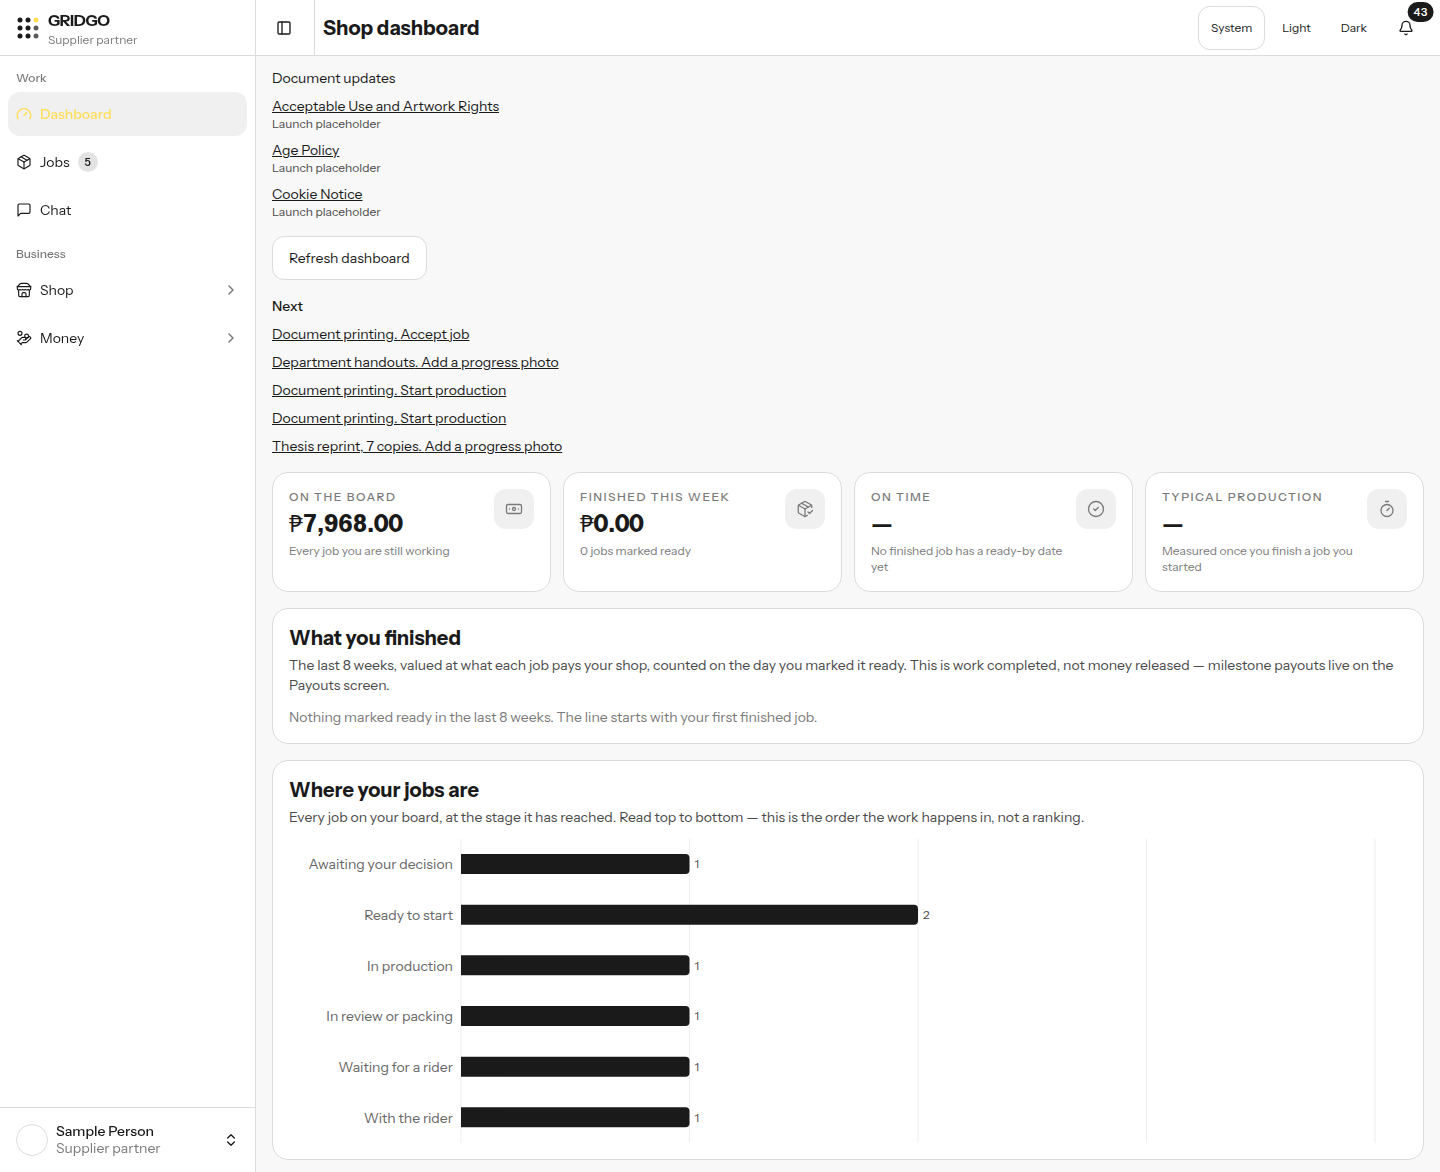 GRIDGO
Supplier partner
Work
Dashboard
Jobs 5
Chat
Business
Shop
Money
Sample Person
Supplier partner
Shop dashboard
System
Light
Dark
43
Document updates
Acceptable Use and Artwork Rights
Launch placeholder
Age Policy
Launch placeholder
Cookie Notice
Launch placeholder
Refresh dashboard
Next
Document printing. Accept job
Department handouts. Add a progress photo
Document printing. Start production
Document printing. Start production
Thesis reprint, 7 copies. Add a progress photo
ON THE BOARD
₱7,968.00
Every job you are still working
FINISHED THIS WEEK
₱0.00
0 jobs marked ready
ON TIME
—
No finished job has a ready-by date
yet
TYPICAL PRODUCTION
—
Measured once you finish a job you
started
What you finished
The last 8 weeks, valued at what each job pays your shop, counted on the day you marked it ready. This is work completed, not money released — milestone payouts live on the
Payouts screen.
Nothing marked ready in the last 8 weeks. The line starts with your first finished job.
Where your jobs are
Every job on your board, at the stage it has reached. Read top to bottom — this is the order the work happens in, not a ranking.
Awaiting your decision 1
Ready to start 2
In production 1
In review or packing 1
Waiting for a rider 1
With the rider 1